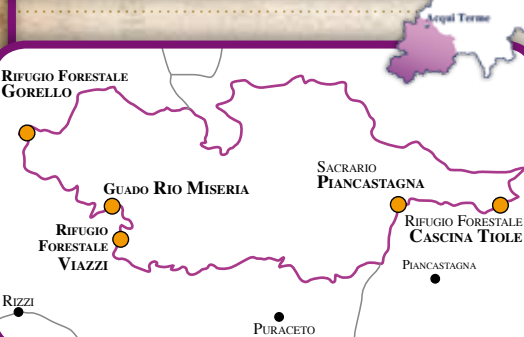 Acqui Terme
RIFUGIO FORESTALE
GORELLO
GUADO RIO MISERIA
SACRARIO
PIANCASTAGNA
RIFUGIO
FORESTALE
VIAZZI
RIFUGIO FORESTALE
CASCINA TIOLE
PIANCASTAGNA
RIZZI
PURACETO